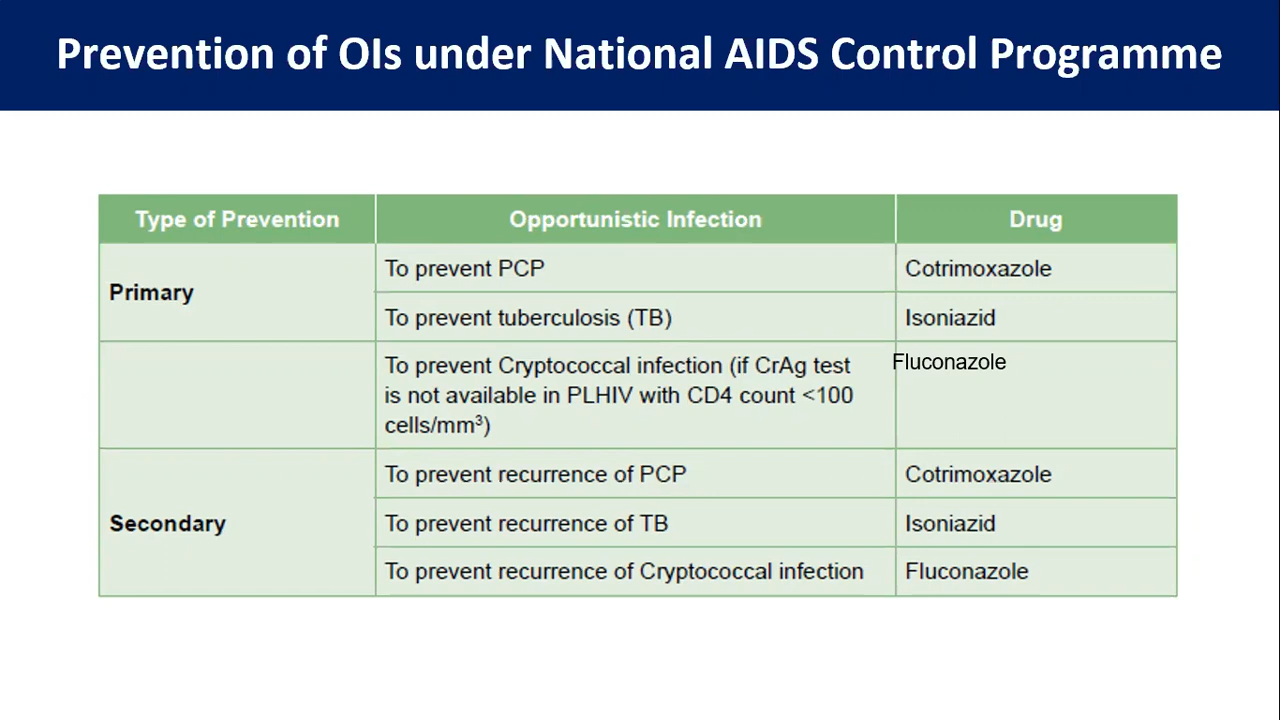 Prevention of OIs under National AIDS Control Programme
Type of Prevention
Opportunistic Infection
Drug
Primary
To prevent PCP
Cotrimoxazole
To prevent tuberculosis (TB)
Isoniazid
To prevent Cryptococcal infection (if CrAg test
is not available in PLHIV with CD4 count <100
cells/mm³)
Fluconazole
Secondary
To prevent recurrence of PCP
Cotrimoxazole
To prevent recurrence of TB
Isoniazid
To prevent recurrence of Cryptococcal infection
Fluconazole